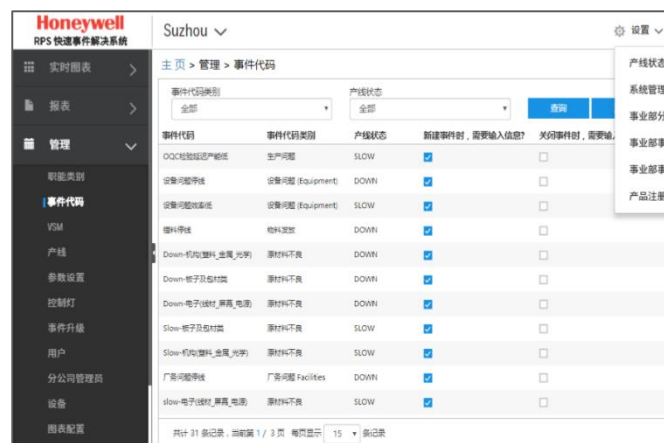 Honeywell
RPS 快速事件解决系统
Suzhou
设置
实时图表
报表
管理
职能类别
事件代码
VSM
产线
参数设置
控制灯
事件升级
用户
分公司管理员
设备
图表配置
主页 > 管理 > 事件代码
事件代码类别 产线状态
全部 全部 查询
事件代码 事件代码类别 产线状态 新建事件时，需要输入信息? 关闭事件时，需要输
OQC检验延迟产能低 生产问题 SLOW
设备问题停线 设备问题 (Equipment) DOWN
设备问题效率低 设备问题 (Equipment) SLOW
缺料停线 物料发放 DOWN
Down-机构(塑料_金属_光学) 原材料不良 DOWN
Down-板子及包材类 原材料不良 DOWN
Down-电子(线材_屏幕_电源) 原材料不良 DOWN
Slow-板子及包材类 原材料不良 SLOW
Slow-机构(塑料_金属_光学) 原材料不良 SLOW
厂务问题停线 厂务问题 Facilities DOWN
slow-电子(线材_屏幕_电源) 原材料不良 SLOW
共计 31 条记录，当前第 1 / 3 页 每页显示 15 条记录
产线状态
系统管理
事业部分
事业部事
事业部事
产品注册